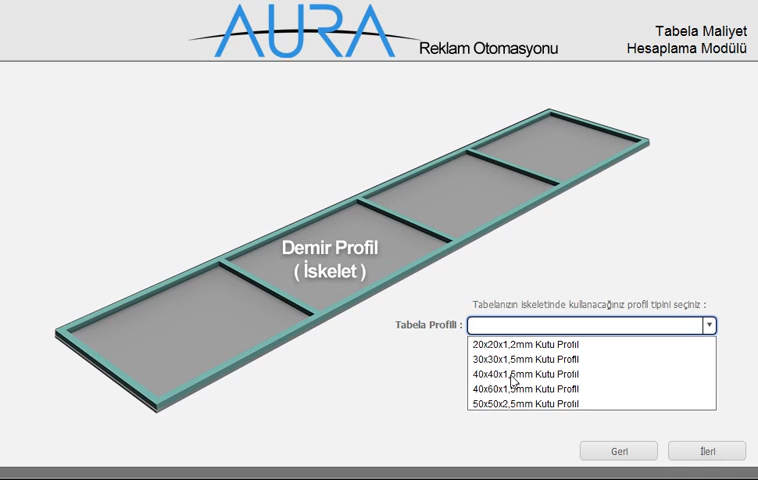 AURA
Reklam Otomasyonu
Tabela Maliyet
Hesaplama Modülü
Demir Profil
( İskelet )
Tabelanızın iskeletinde kullanacağınız profil tipini seçiniz :
Tabela Profili :
20x20x1,2mm Kutu Profil
30x30x1,5mm Kutu Profil
40x40x1,5mm Kutu Profil
40x60x1,5mm Kutu Profil
50x50x2,5mm Kutu Profil
Geri
İleri